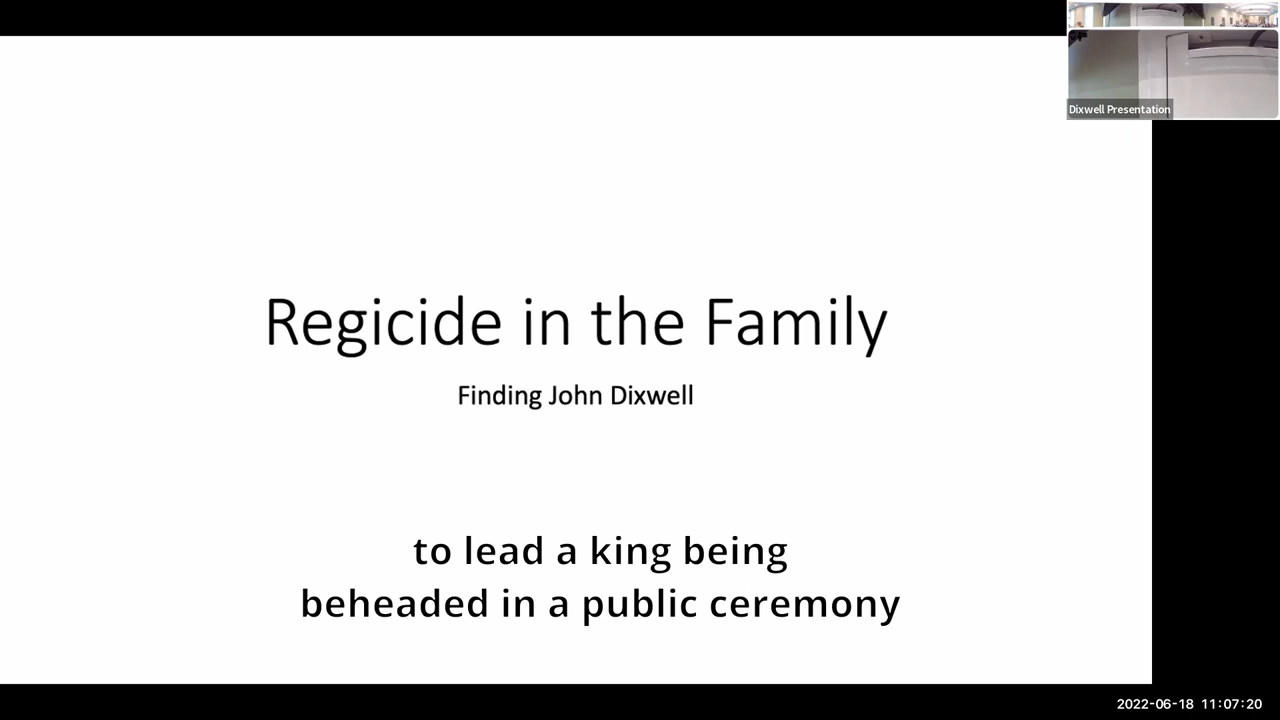 Dixwell Presentation
Regicide in the Family
Finding John Dixwell
to lead a king being
beheaded in a public ceremony
2022-06-18 11:07:20